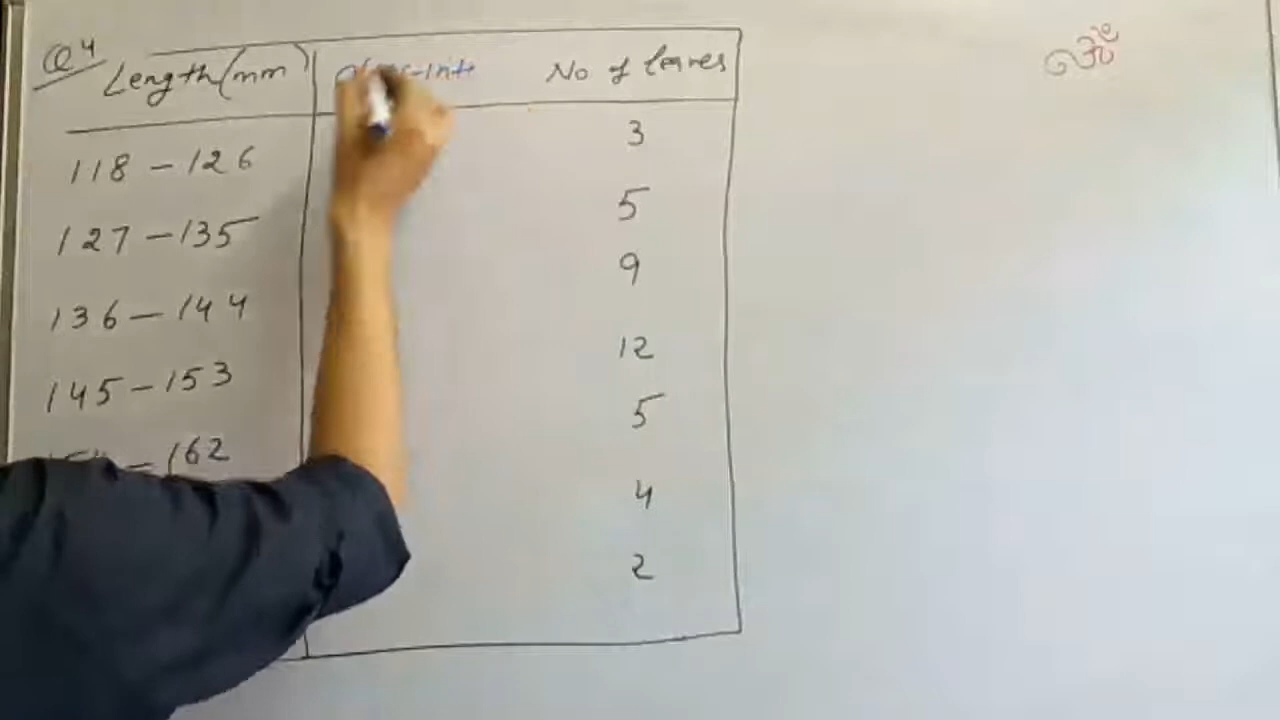 Q4
Length(mm) No of leaves
118 - 126 3
127 - 135 5
136 - 144 9
145 - 153 12
- 162 5
4
2